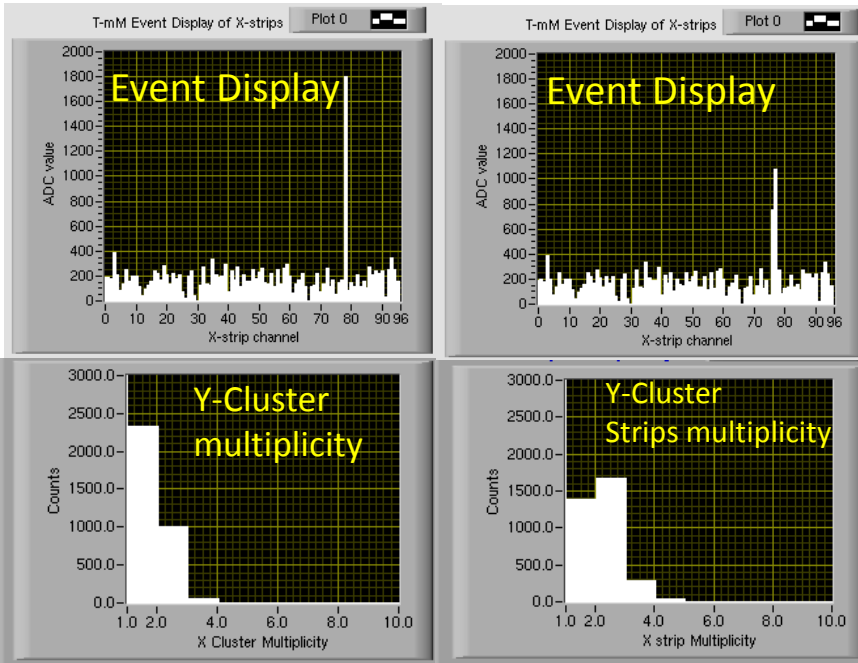 T-mM Event Display of X-strips
Plot 0
Event Display
ADC value
2000
1800
1600
1400
1200
1000
800
600
400
200
0
0 10 20 30 40 50 60 70 80 90 96
X-strip channel
T-mM Event Display of X-strips
Plot 0
Event Display
ADC value
2000
1800
1600
1400
1200
1000
800
600
400
200
0
0 10 20 30 40 50 60 70 80 90 96
X-strip channel
Y-Cluster
multiplicity
Counts
3000.0
2500.0
2000.0
1500.0
1000.0
500.0
0.0
1.0 2.0 4.0 6.0 8.0 10.0
X Cluster Multiplicity
Y-Cluster
Strips multiplicity
Counts
3000.0
2500.0
2000.0
1500.0
1000.0
500.0
0.0
1.0 2.0 4.0 6.0 8.0 10.0
X strip Multiplicity